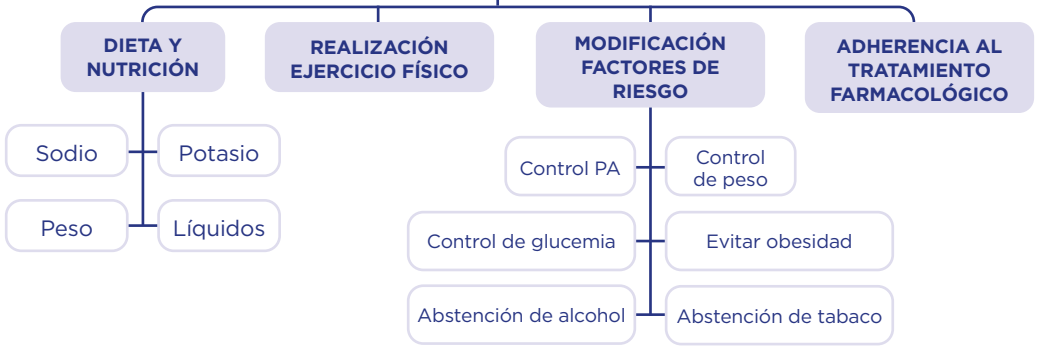 DIETA Y
NUTRICIÓN
REALIZACIÓN
EJERCICIO FÍSICO
MODIFICACIÓN
FACTORES DE
RIESGO
ADHERENCIA AL
TRATAMIENTO
FARMACOLÓGICO
Sodio
Potasio
Peso
Líquidos
Control PA
Control
de peso
Control de glucemia
Evitar obesidad
Abstención de alcohol
Abstención de tabaco